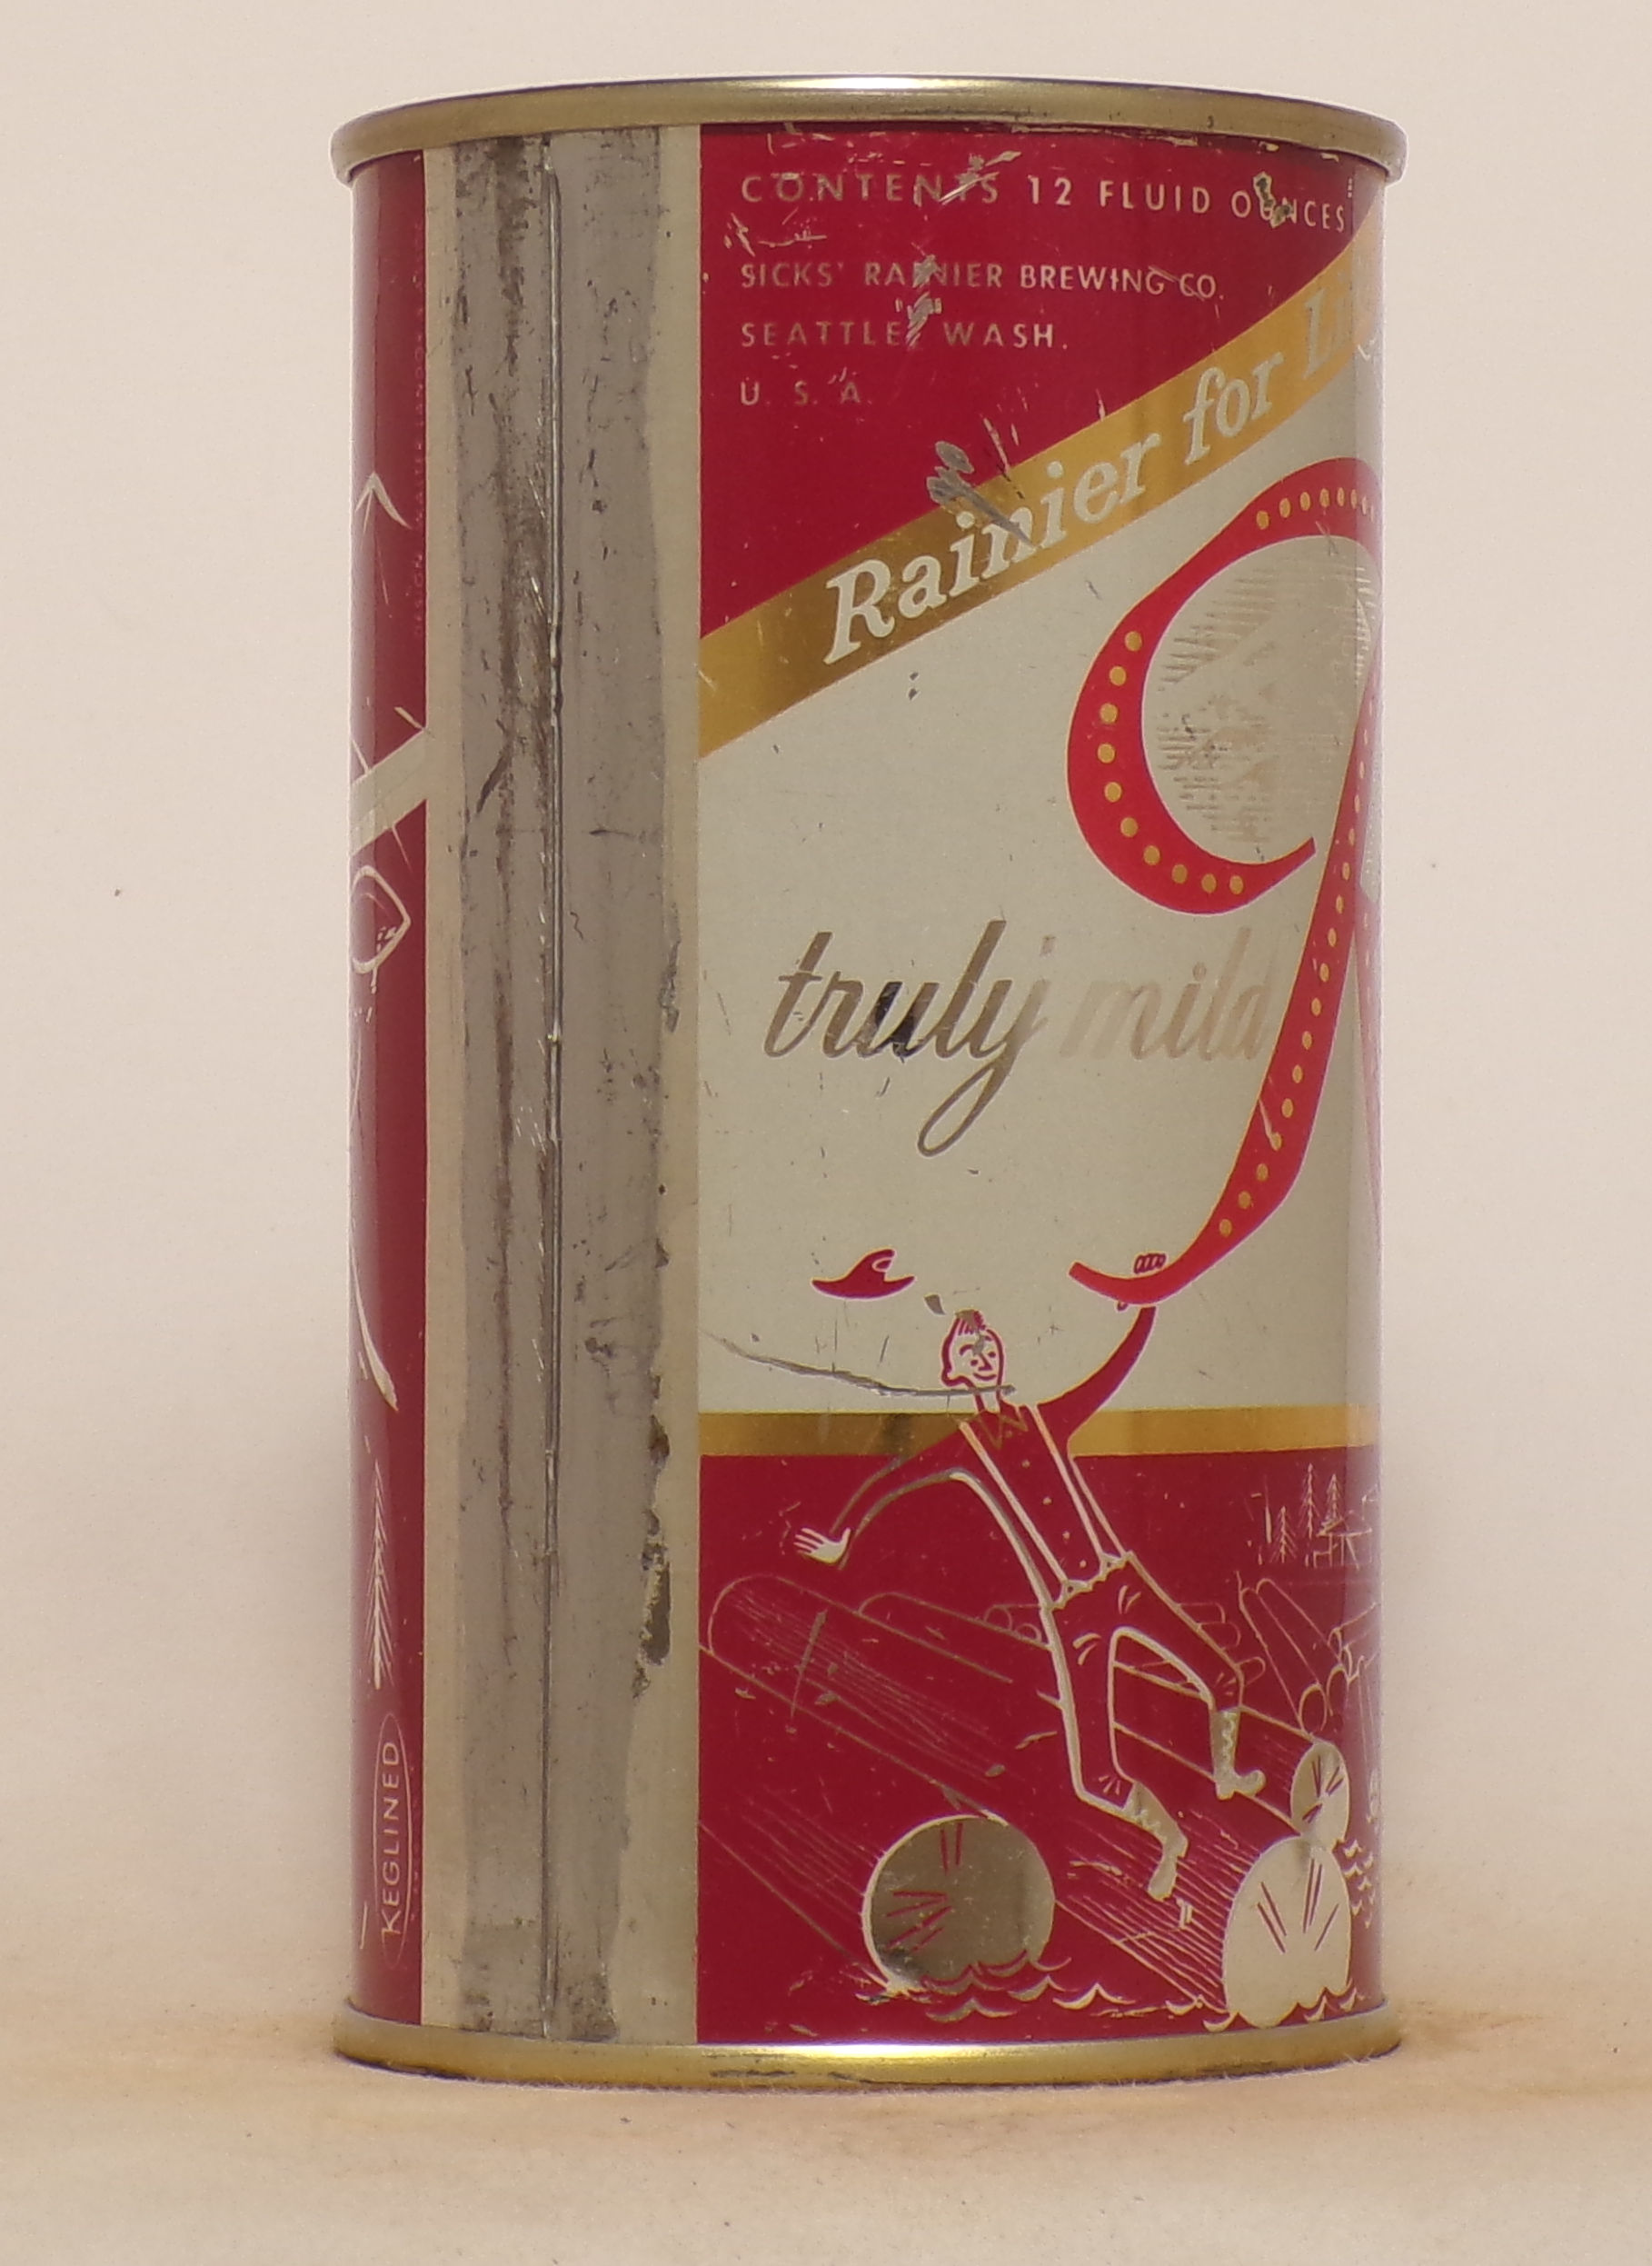 CONTENTS 12 FLUID OUNCES
SICKS' RAINIER BREWING CO.
SEATTLE, WASH.
U. S. A.
Rainier for
truly mild
KEGLINED